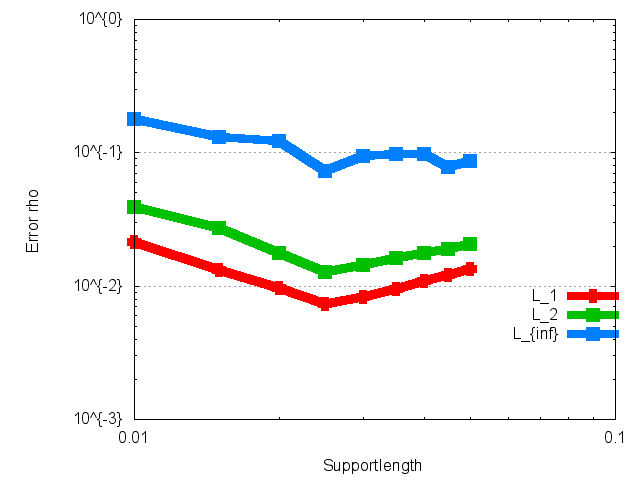 10^{0}
10^{-1}
10^{-2}
10^{-3}
Error rho
L_1
L_2
L_{inf}
0.01
0.1
Supportlength